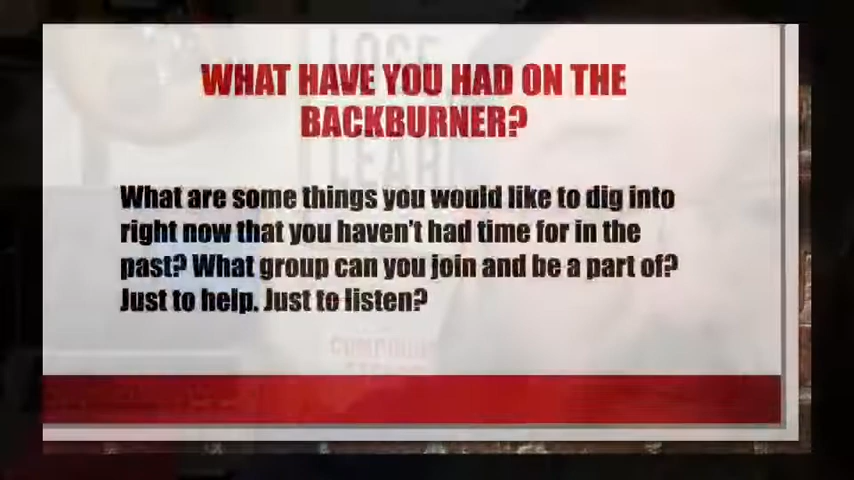 WHAT HAVE YOU HAD ON THE
BACKBURNER?
What are some things you would like to dig into
right now that you haven't had time for in the
past? What group can you join and be a part of?
Just to help. Just to listen?